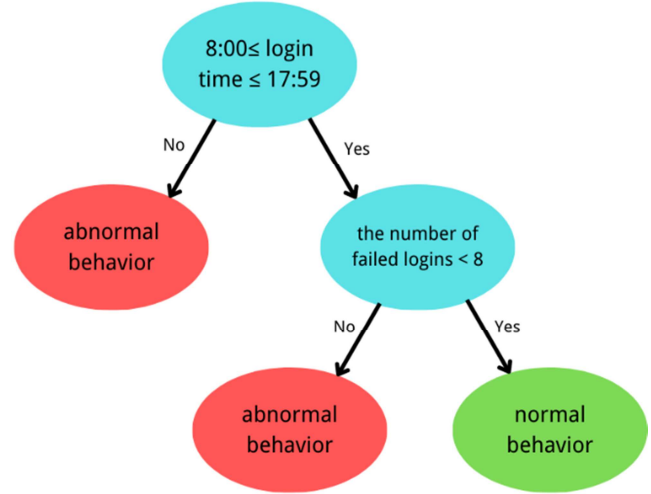 8:00≤ login
time ≤ 17:59
No
Yes
abnormal
behavior
the number of
failed logins < 8
No
Yes
abnormal
behavior
normal
behavior